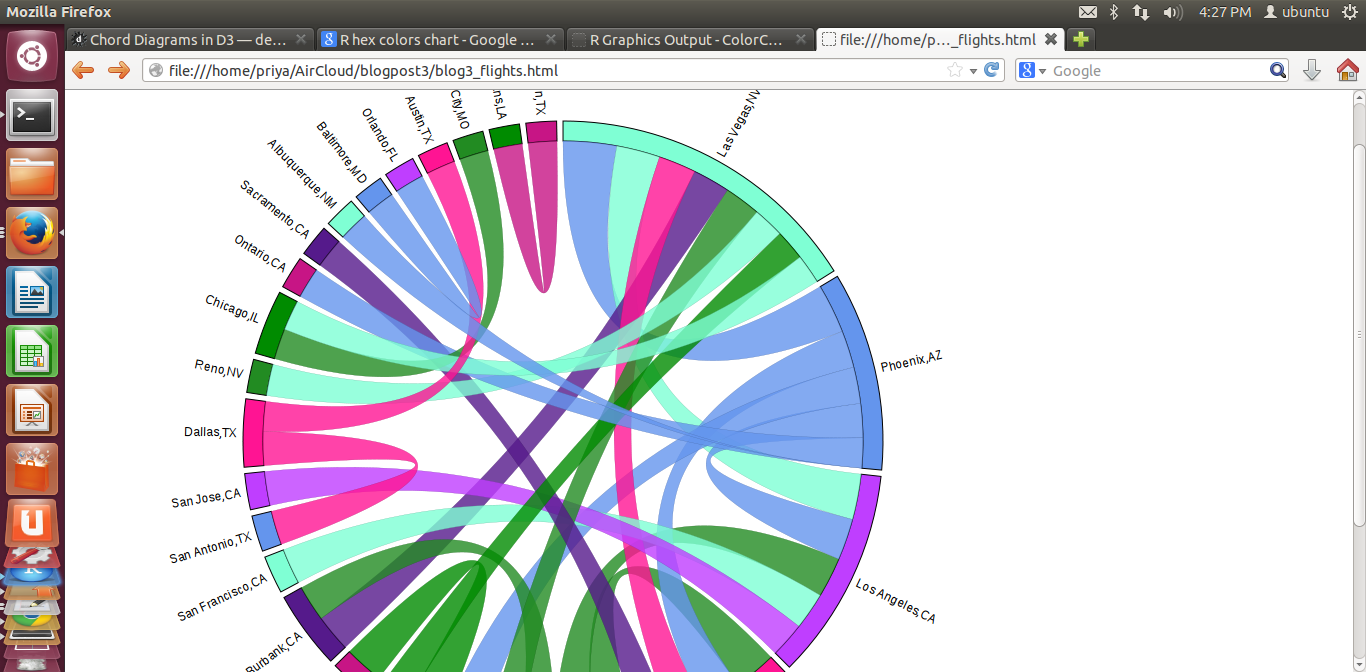 Mozilla Firefox
4:27 PM ubuntu
Chord Diagrams in D3 — de...
R hex colors chart - Google ...
R Graphics Output - ColorC...
file:///home/p..._flights.html
file:///home/priya/AirCloud/blogpost3/blog3_flights.html
Google
Las Vegas,NV
Phoenix,AZ
Los Angeles,CA
Burbank,CA
San Francisco,CA
San Antonio,TX
San Jose,CA
Dallas,TX
Reno,NV
Chicago,IL
Ontario,CA
Sacramento,CA
Albuquerque,NM
Baltimore,MD
Orlando,FL
Austin,TX
City,MO
ns,LA
n,TX